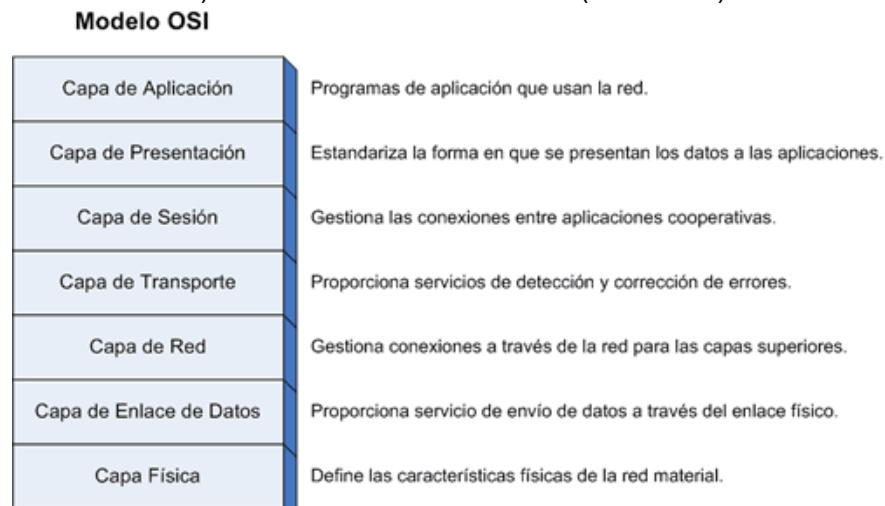 Modelo OSI
Capa de Aplicación
Programas de aplicación que usan la red.
Capa de Presentación
Estandariza la forma en que se presentan los datos a las aplicaciones.
Capa de Sesión
Gestiona las conexiones entre aplicaciones cooperativas.
Capa de Transporte
Proporciona servicios de detección y corrección de errores.
Capa de Red
Gestiona conexiones a través de la red para las capas superiores.
Capa de Enlace de Datos
Proporciona servicio de envío de datos a través del enlace físico.
Capa Física
Define las características físicas de la red material.